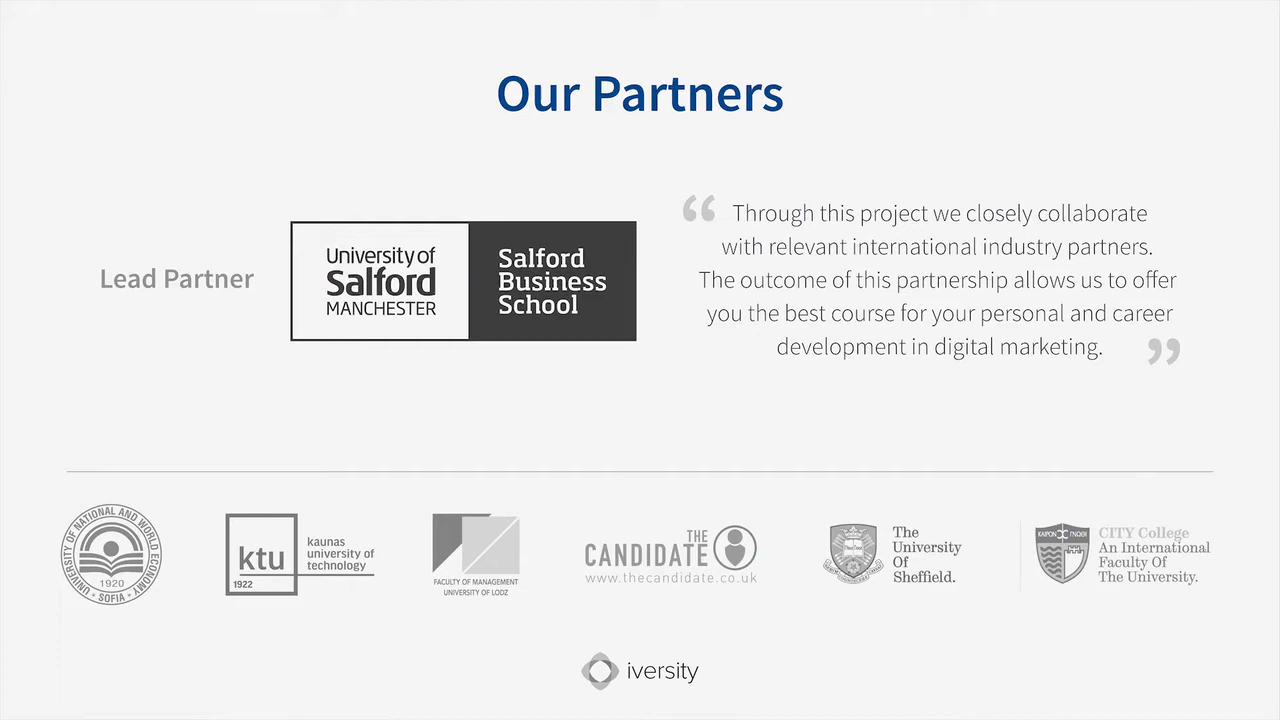 Our Partners
Lead Partner
University of
Salford
MANCHESTER
Salford
Business
School
“ Through this project we closely collaborate
with relevant international industry partners.
The outcome of this partnership allows us to offer
you the best course for your personal and career
development in digital marketing. ”
UNIVERSITY OF NATIONAL AND WORLD ECONOMY
1920
• SOFIA •
ktu
1922
kaunas
university of
technology
FACULTY OF MANAGEMENT
UNIVERSITY OF LODZ
THE
CANDIDATE
www.thecandidate.co.uk
The
University
Of
Sheffield.
CITY College
An International
Faculty Of
The University.
iversity